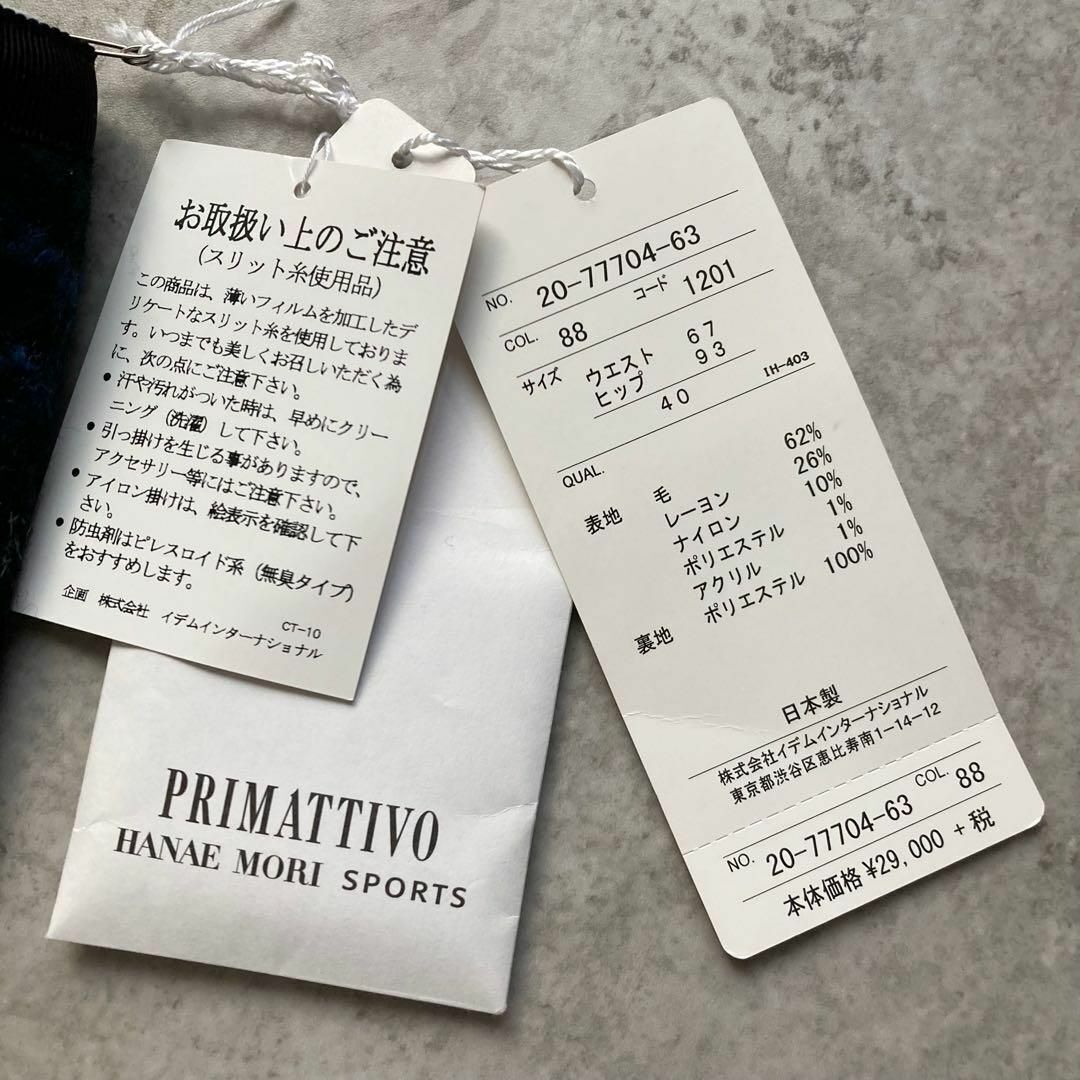 お取扱い上のご注意
(スリット糸使用品)
この商品は、薄いフィルムを加工したデ
リケートなスリット糸を使用しておりま
す。いつまでも美しくお召しいただく為
に、次の点にご注意下さい。
• 汗や汚れがついた時は、早めにクリー
ニング(洗濯)して下さい。
• 引っ掛けを生じる事がありますので、
アクセサリー等にはご注意下さい。
• アイロン掛けは、絵表示を確認して下
さい。
• 防虫剤はピレスロイド系(無臭タイプ)
をおすすめします。
CT-10
企画 株式会社 イデムインターナショナル
PRIMATTIVO
HANAE MORI SPORTS
NO. 20-77704-63
コード 1201
COL. 88
サイズ ウエスト 67
ヒップ 93
40
IH-403
QUAL.
表地 毛 62%
レーヨン 26%
ナイロン 10%
ポリエステル 1%
アクリル 1%
裏地 ポリエステル 100%
日本製
株式会社イデムインターナショナル
東京都渋谷区恵比寿南1-14-12
NO. 20-77704-63 COL. 88
本体価格 ¥29,000 + 税